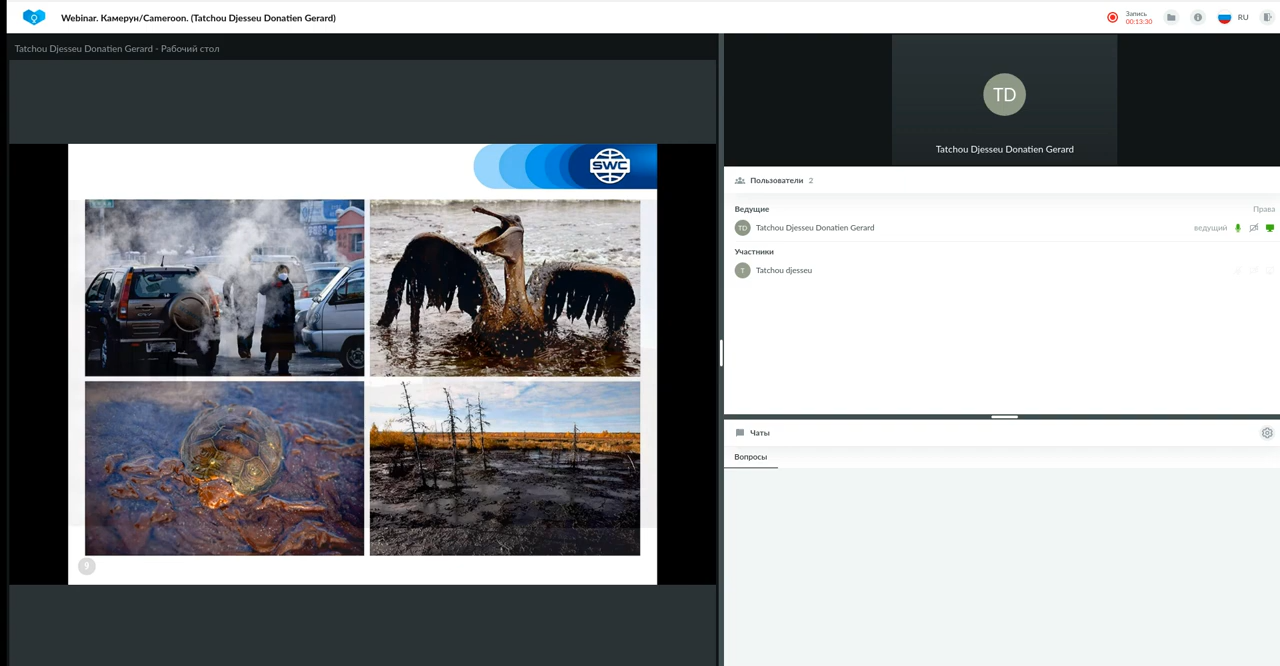 Webinar. Камерун/Cameroon. (Tatchou Djesseu Donatien Gerard)
Запись
00:13:30
RU
Tatchou Djesseu Donatien Gerard - Рабочий стол
SWC
9
TD
Tatchou Djesseu Donatien Gerard
Пользователи 2
Ведущие Права
TD Tatchou Djesseu Donatien Gerard ведущий
Участники
T Tatchou djesseu
Чаты
Вопросы